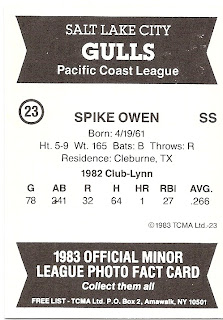 SALT LAKE CITY
GULLS
Pacific Coast League
23
SPIKE OWEN SS
Born: 4/19/61
Ht. 5-9 Wt. 165 Bats: B Throws: R
Residence: Cleburne, TX
1982 Club-Lynn
G AB R H HR RBI AVG.
78 241 32 64 1 27 .266
©1983 TCMA Ltd.-23
1983 OFFICIAL MINOR
LEAGUE PHOTO FACT CARD
Collect them all
FREE LIST - TCMA LTD. P.O. Box 2, Amawalk, NY 10501